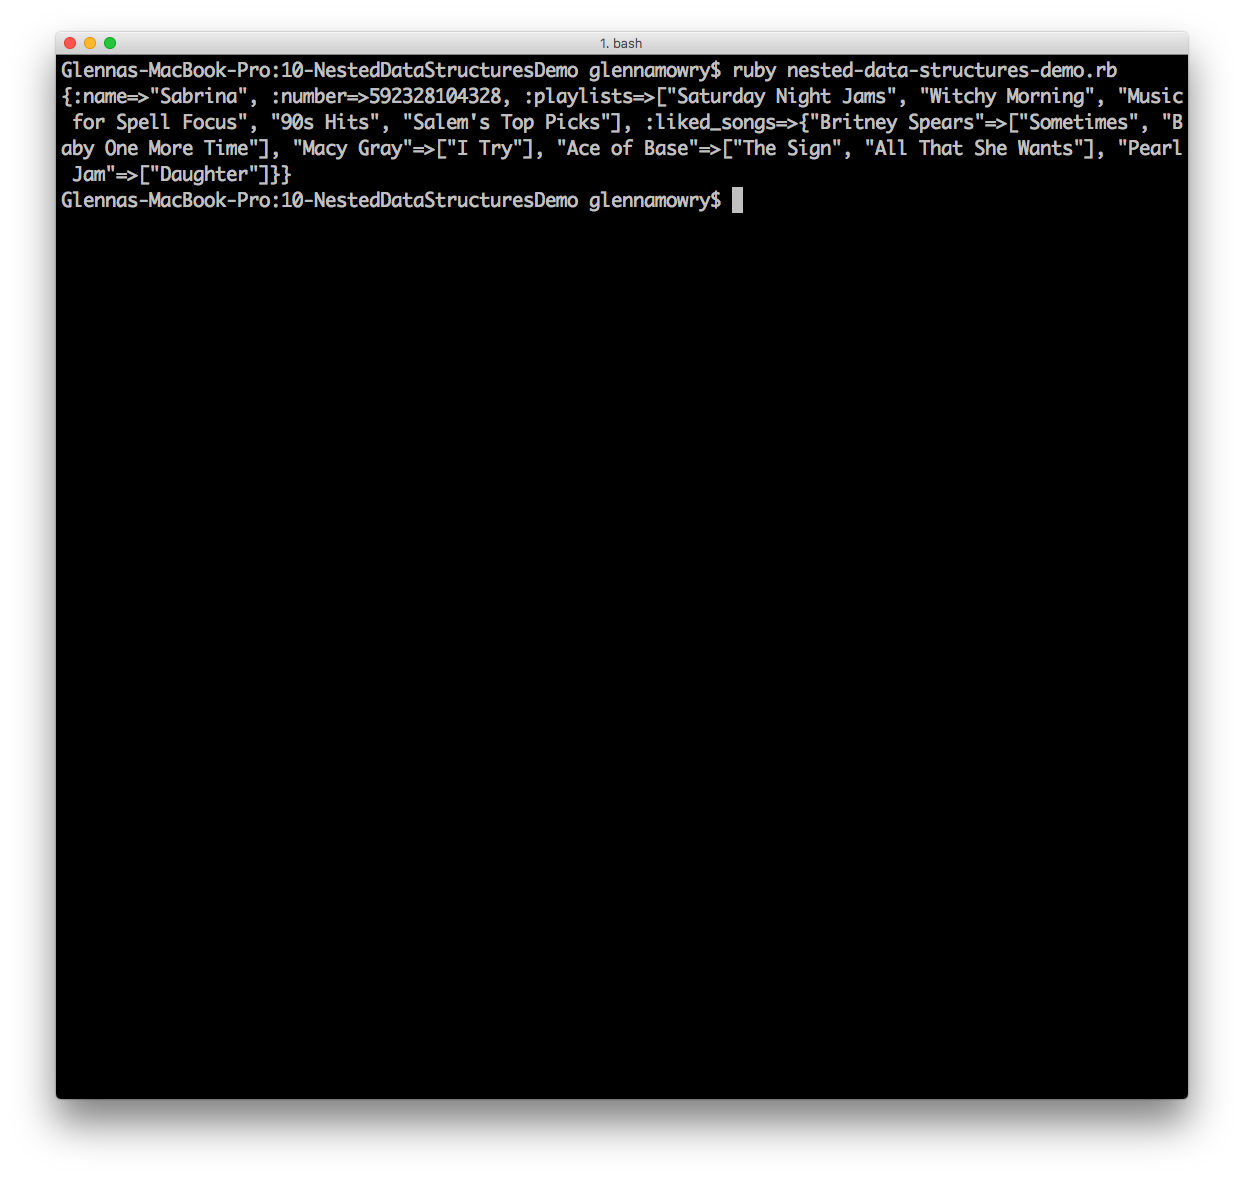 1. bash
Glennas-MacBook-Pro:10-NestedDataStructuresDemo glennamowry$ ruby nested-data-structures-demo.rb
{:name=>"Sabrina", :number=>592328104328, :playlists=>["Saturday Night Jams", "Witchy Morning", "Music
 for Spell Focus", "90s Hits", "Salem's Top Picks"], :liked_songs=>{"Britney Spears"=>["Sometimes", "B
aby One More Time"], "Macy Gray"=>["I Try"], "Ace of Base"=>["The Sign", "All That She Wants"], "Pearl
 Jam"=>["Daughter"]}}
Glennas-MacBook-Pro:10-NestedDataStructuresDemo glennamowry$